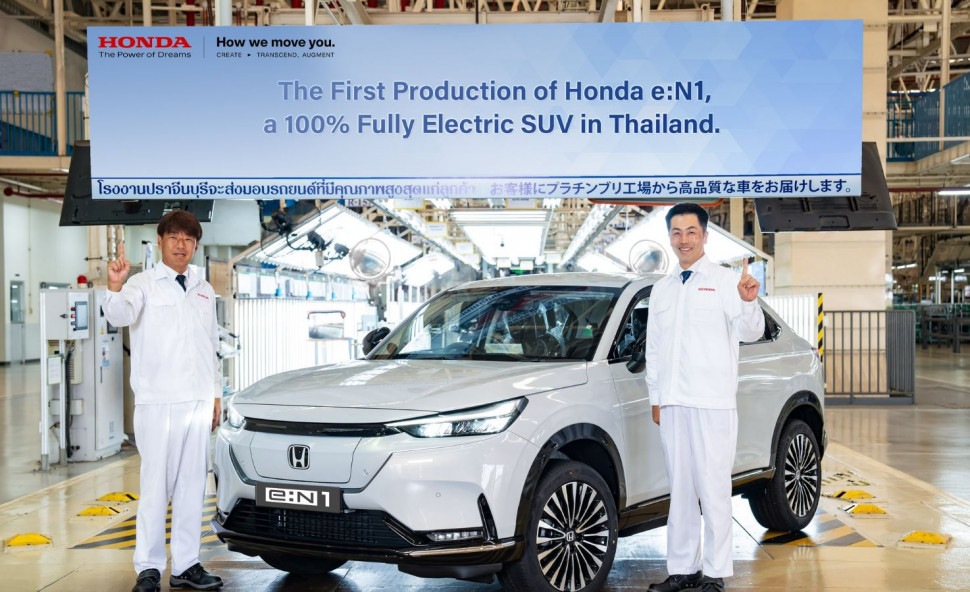 HONDA
The Power of Dreams
How we move you.
CREATE ▸ TRANSCEND, AUGMENT
The First Production of Honda e:N1,
a 100% Fully Electric SUV in Thailand.
โรงงานปราจีนบุรีจะส่งมอบรถยนต์ที่มีคุณภาพสูงสุดแก่ลูกค้า お客様にプラチンブリ工場から高品質な車をお届けします。
HONDA
HONDA
e:N1